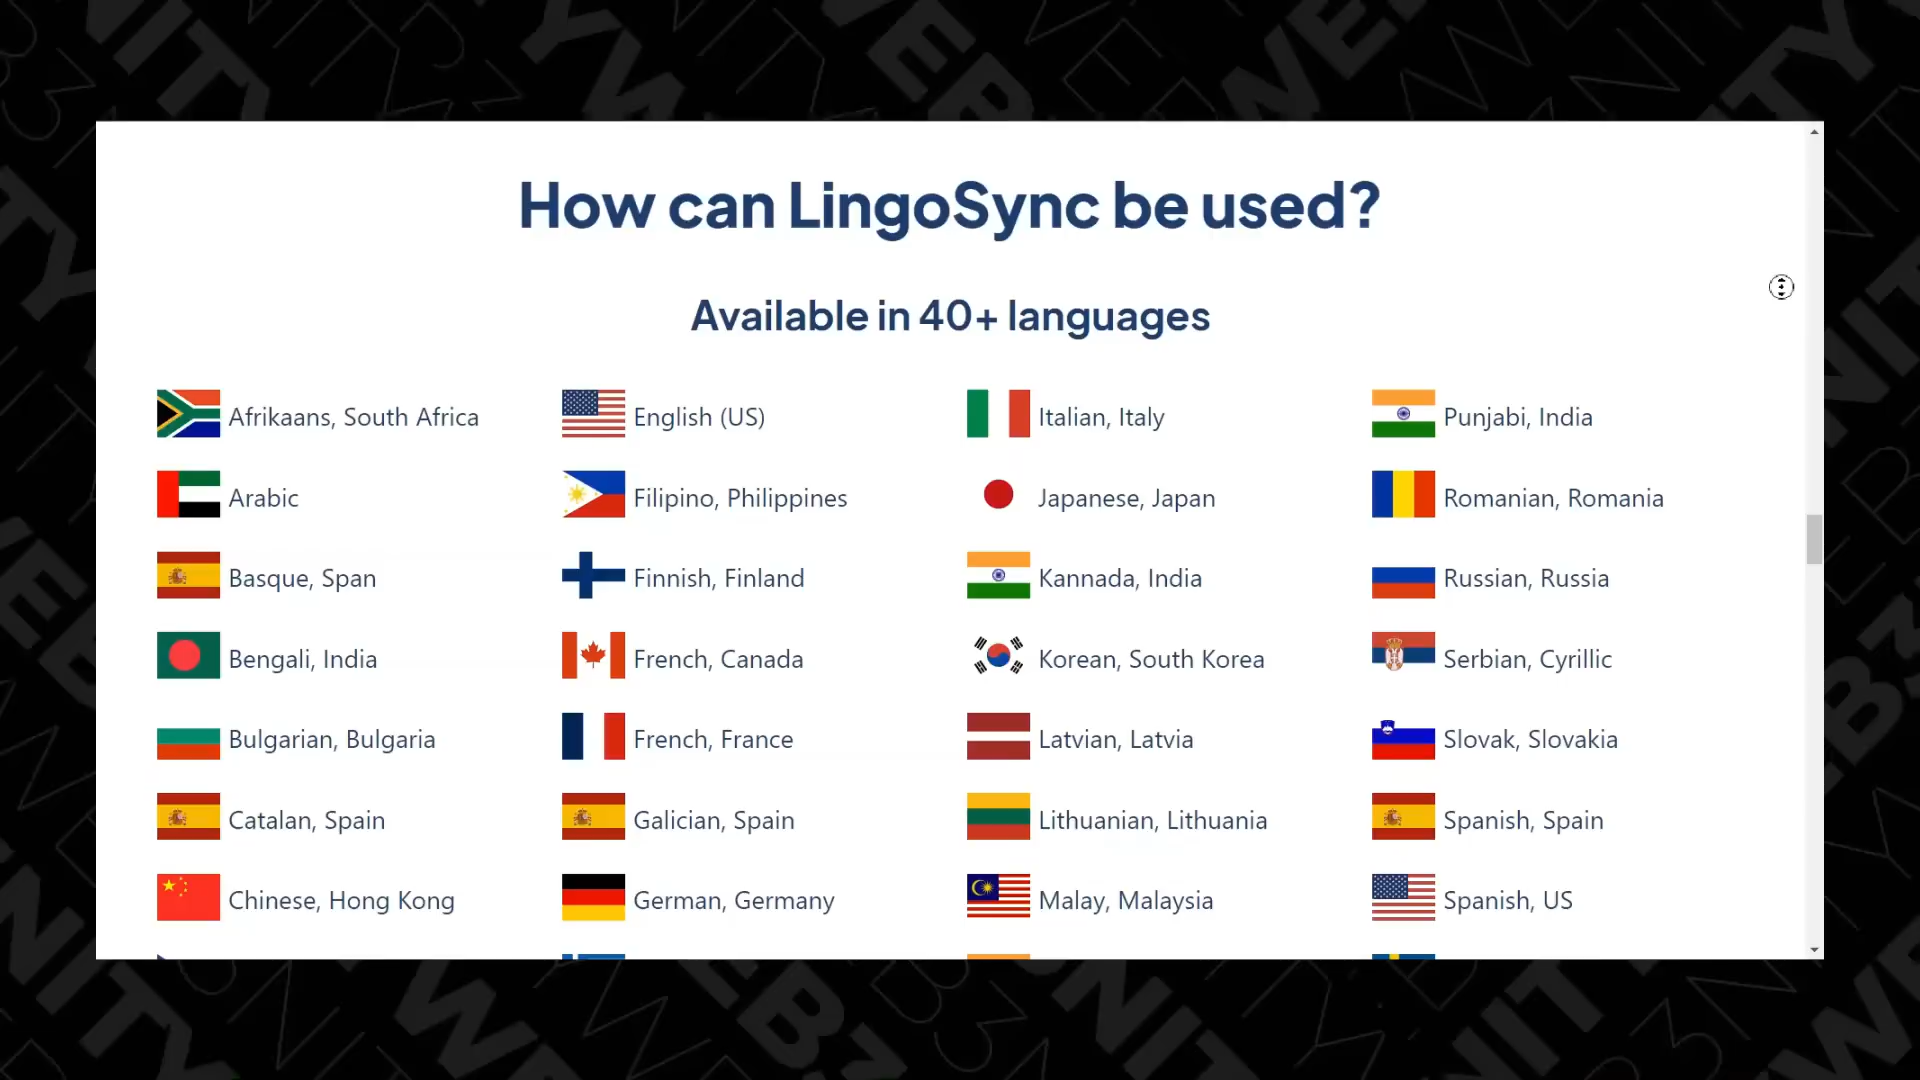 How can LingoSync be used?
Available in 40+ languages
Afrikaans, South Africa
English (US)
Italian, Italy
Punjabi, India
Arabic
Filipino, Philippines
Japanese, Japan
Romanian, Romania
Basque, Span
Finnish, Finland
Kannada, India
Russian, Russia
Bengali, India
French, Canada
Korean, South Korea
Serbian, Cyrillic
Bulgarian, Bulgaria
French, France
Latvian, Latvia
Slovak, Slovakia
Catalan, Spain
Galician, Spain
Lithuanian, Lithuania
Spanish, Spain
Chinese, Hong Kong
German, Germany
Malay, Malaysia
Spanish, US